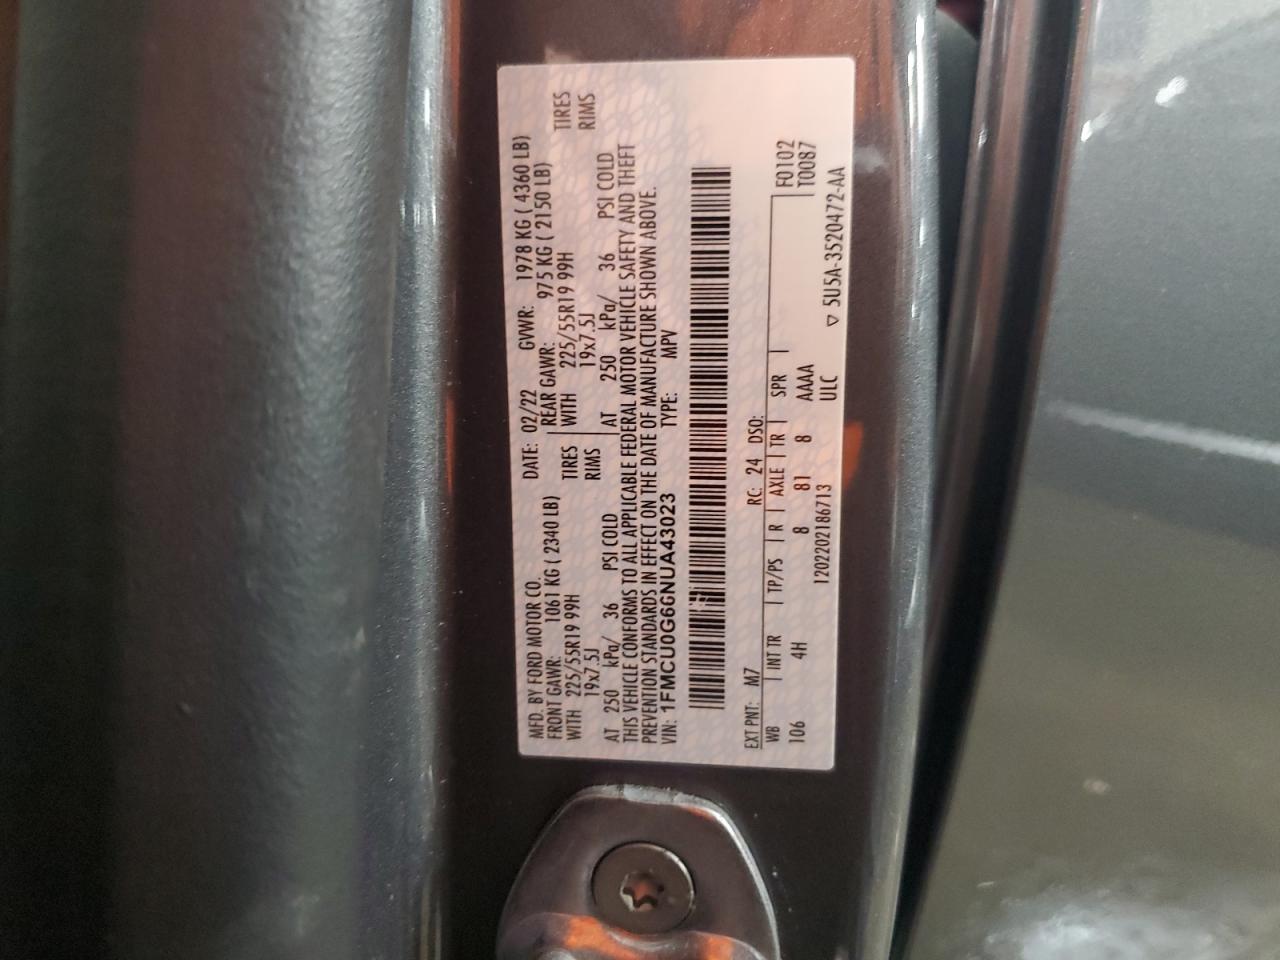 MFD. BY FORD MOTOR CO.
DATE: 02/22 GVWR: 1978 KG ( 4360 LB)
FRONT GAWR: 1061 KG ( 2340 LB) REAR GAWR: 975 KG ( 2150 LB)
WITH 225/55R19 99H TIRES WITH 225/55R19 99H TIRES
19x7.5J RIMS 19x7.5J RIMS
AT 250 kPa/ 36 PSI COLD AT 250 kPa/ 36 PSI COLD
THIS VEHICLE CONFORMS TO ALL APPLICABLE FEDERAL MOTOR VEHICLE SAFETY AND THEFT
PREVENTION STANDARDS IN EFFECT ON THE DATE OF MANUFACTURE SHOWN ABOVE.
VIN: 1FMCU0G66NUA43023 TYPE: MPV
EXT PNT: M7 RC: 24 DSO:
WB INT TR TP/PS R AXLE TR SPR F0102
106 4H 8 81 8 AAAA T0087
1202202186713 ULC ▽ 5U5A-3520472-AA